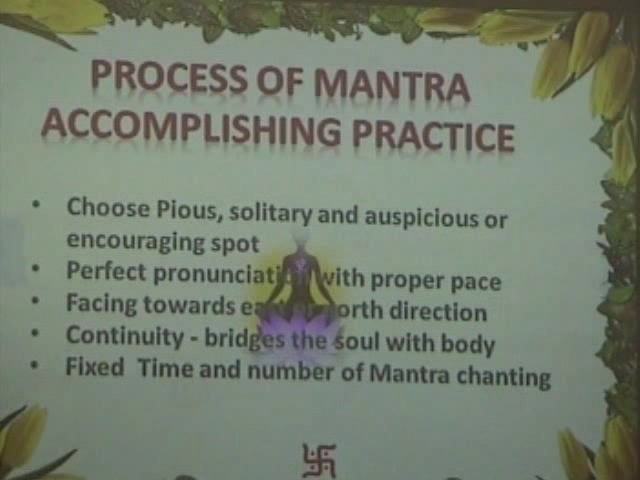 PROCESS OF MANTRA
ACCOMPLISHING PRACTICE
• Choose Pious, solitary and auspicious or
encouraging spot
• Perfect pronunciation with proper pace
• Facing towards north direction
• Continuity - bridges the soul with body
• Fixed Time and number of Mantra chanting